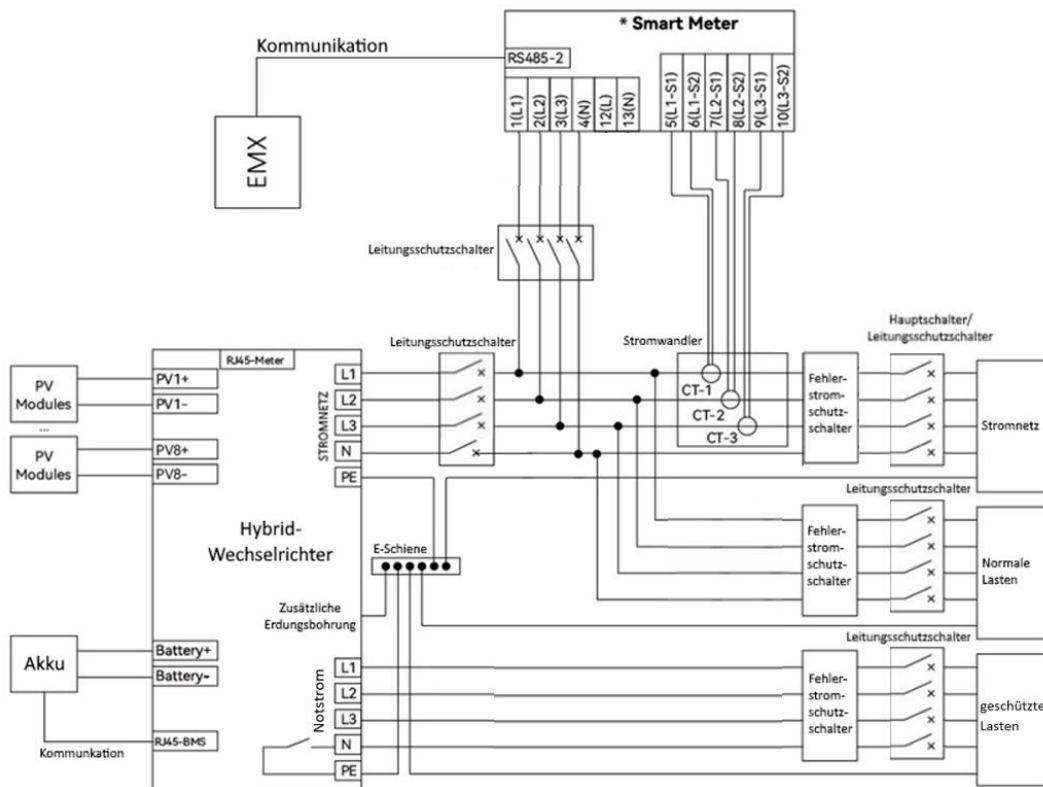 * Smart Meter
Kommunikation
RS485-2
1(L1)
2(L2)
3(L3)
4(N)
12(L)
13(N)
5(L1-S1)
6(L1-S2)
7(L2-S1)
8(L2-S2)
9(L3-S1)
10(L3-S2)
EMX
Leitungsschutzschalter
Leitungsschutzschalter
Stromwandler
Hauptschalter/
Leitungsschutzschalter
RJ45-Meter
PV
Modules
...
PV
Modules
PV1+
PV1-
PV8+
PV8-
STROMNETZ
L1
L2
L3
N
PE
CT-1
CT-2
CT-3
Fehler-
strom-
schutz-
schalter
Stromnetz
Leitungsschutzschalter
Hybrid-
Wechselrichter
E-Schiene
Fehler-
strom-
schutz-
schalter
Normale
Lasten
Zusätzliche
Erdungsbohrung
Leitungsschutzschalter
Akku
Battery+
Battery-
RJ45-BMS
Kommunkation
Notstrom
L1
L2
L3
N
PE
Fehler-
strom-
schutz-
schalter
geschützte
Lasten